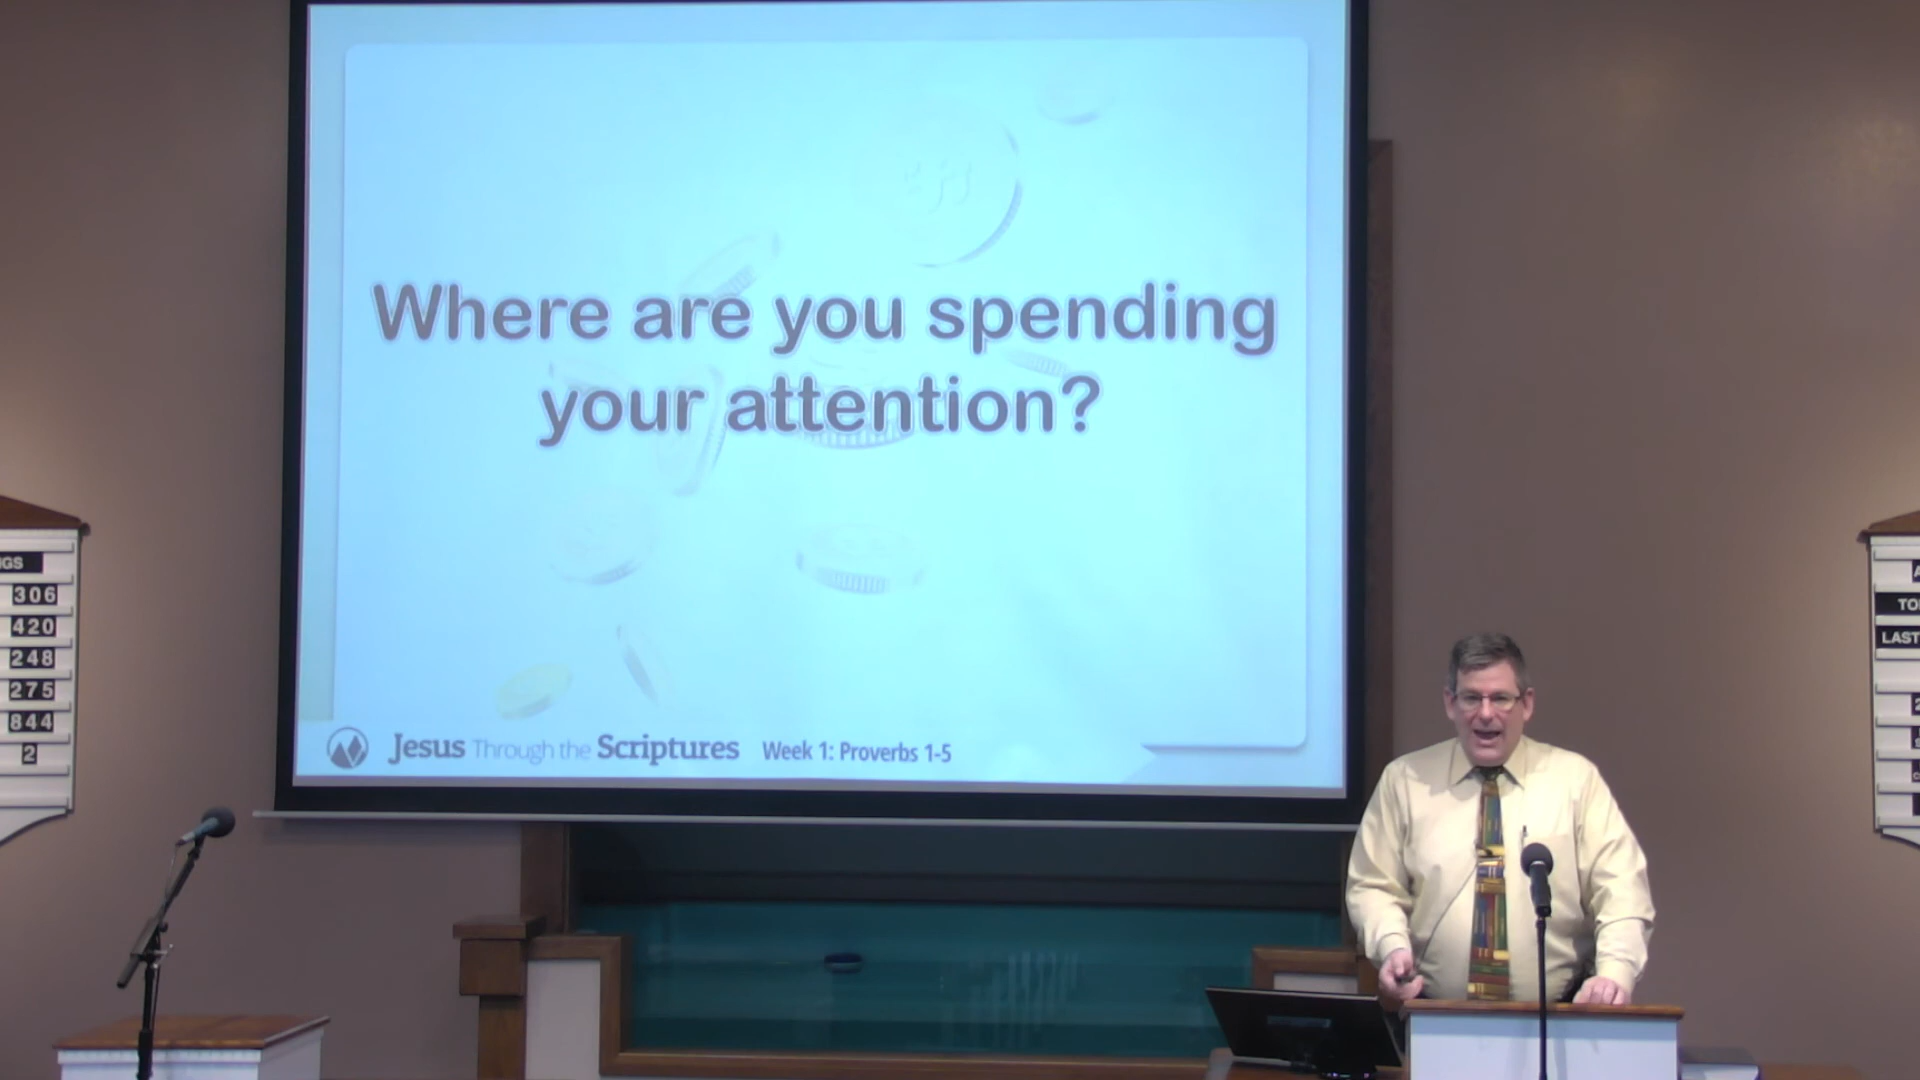 Where are you spending
your attention?
Jesus Through the Scriptures Week 1: Proverbs 1-5
GS
306
420
248
275
844
2
LAST